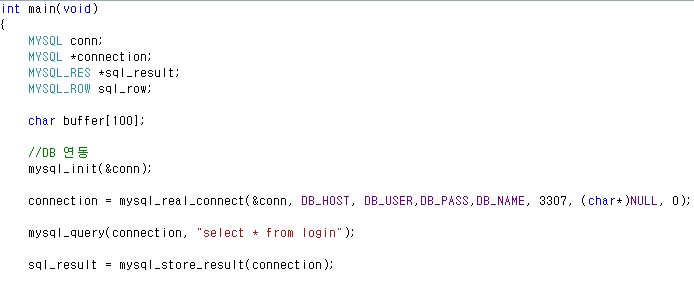 int main(void)
{
MYSQL conn;
MYSQL *connection;
MYSQL_RES *sql_result;
MYSQL_ROW sql_row;
char buffer[100];
//DB 연동
mysql_init(&conn);
connection = mysql_real_connect(&conn, DB_HOST, DB_USER,DB_PASS,DB_NAME, 3307, (char*)NULL, 0);
mysql_query(connection, "select * from login");
sql_result = mysql_store_result(connection);